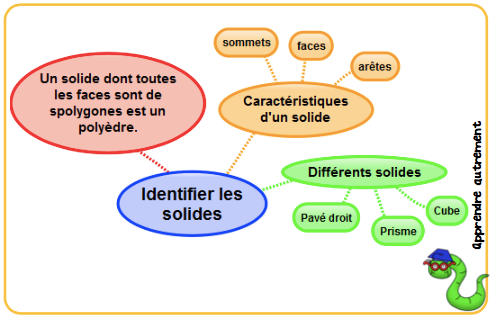 sommets
faces
arêtes
Un solide dont toutes
les faces sont de
spolygones est un
polyèdre.
Caractéristiques
d'un solide
Identifier les
solides
Différents solides
Pavé droit
Prisme
Cube
Apprendre autrement